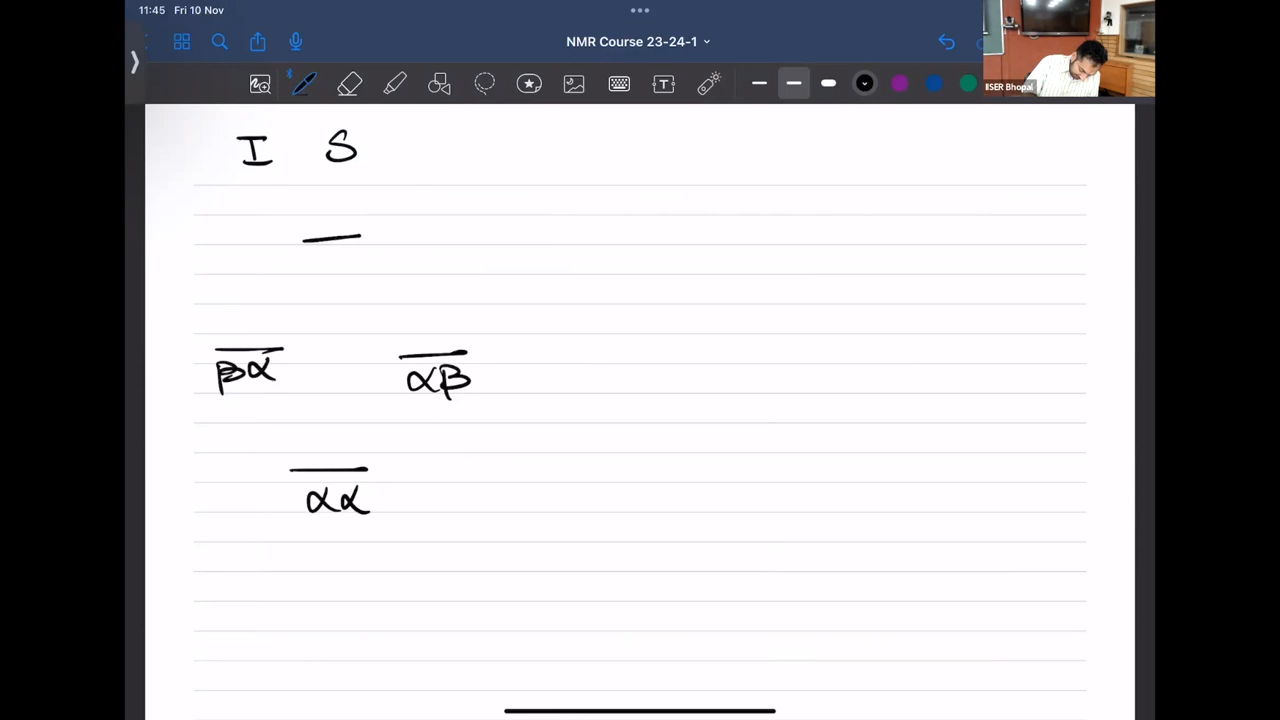 11:45 Fri 10 Nov
NMR Course 23-24-1
IISER Bhopal
I S
βα αβ
αα